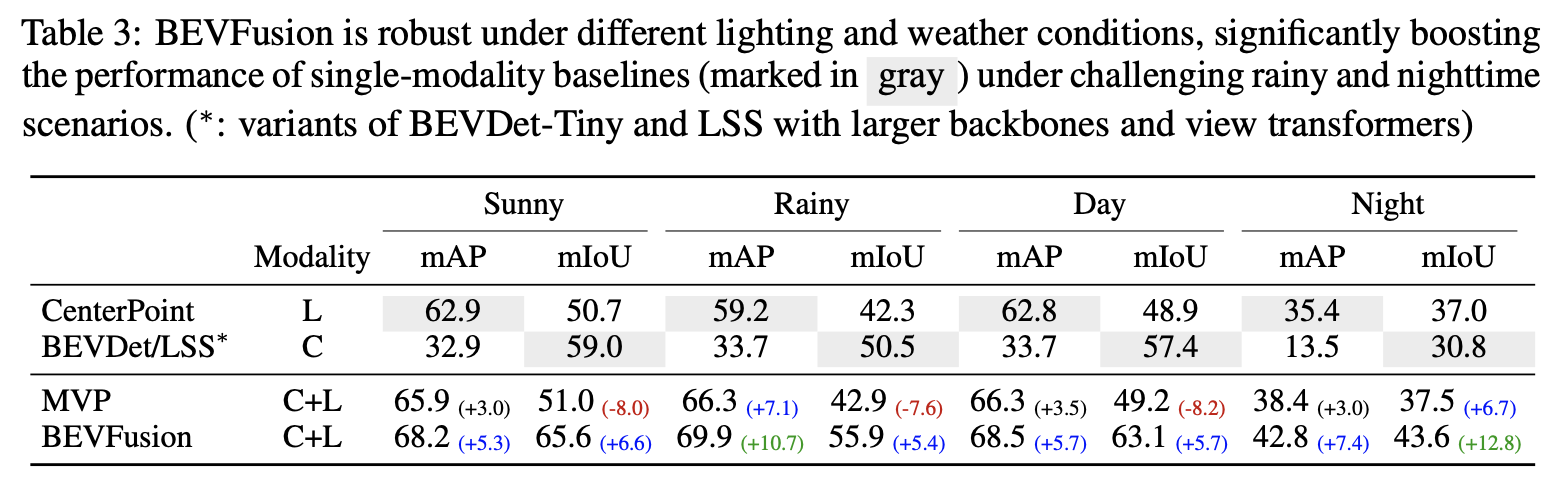 Table 3: BEVFusion is robust under different lighting and weather conditions, significantly boosting
the performance of single-modality baselines (marked in gray ) under challenging rainy and nighttime
scenarios. (*: variants of BEVDet-Tiny and LSS with larger backbones and view transformers)
Sunny Rainy Day Night
Modality mAP mIoU mAP mIoU mAP mIoU mAP mIoU
CenterPoint L 62.9 50.7 59.2 42.3 62.8 48.9 35.4 37.0
BEVDet/LSS* C 32.9 59.0 33.7 50.5 33.7 57.4 13.5 30.8
MVP C+L 65.9 (+3.0) 51.0 (-8.0) 66.3 (+7.1) 42.9 (-7.6) 66.3 (+3.5) 49.2 (-8.2) 38.4 (+3.0) 37.5 (+6.7)
BEVFusion C+L 68.2 (+5.3) 65.6 (+6.6) 69.9 (+10.7) 55.9 (+5.4) 68.5 (+5.7) 63.1 (+5.7) 42.8 (+7.4) 43.6 (+12.8)